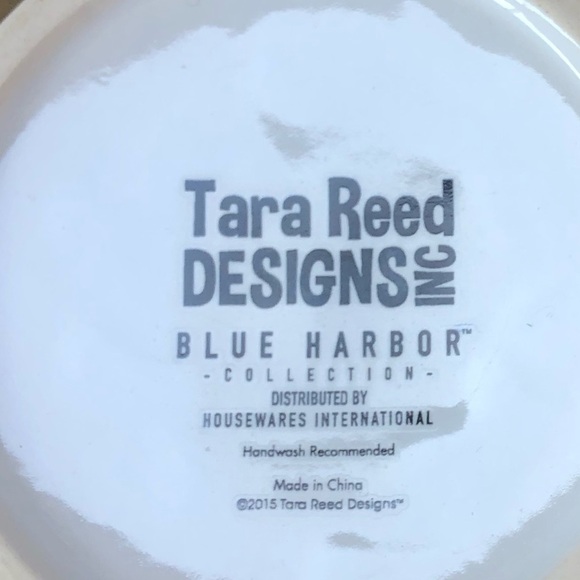 Tara Reed
DESIGNS INC
BLUE HARBOR™
- COLLECTION -
DISTRIBUTED BY
HOUSEWARES INTERNATIONAL
Handwash Recommended
Made in China
©2015 Tara Reed Designs™